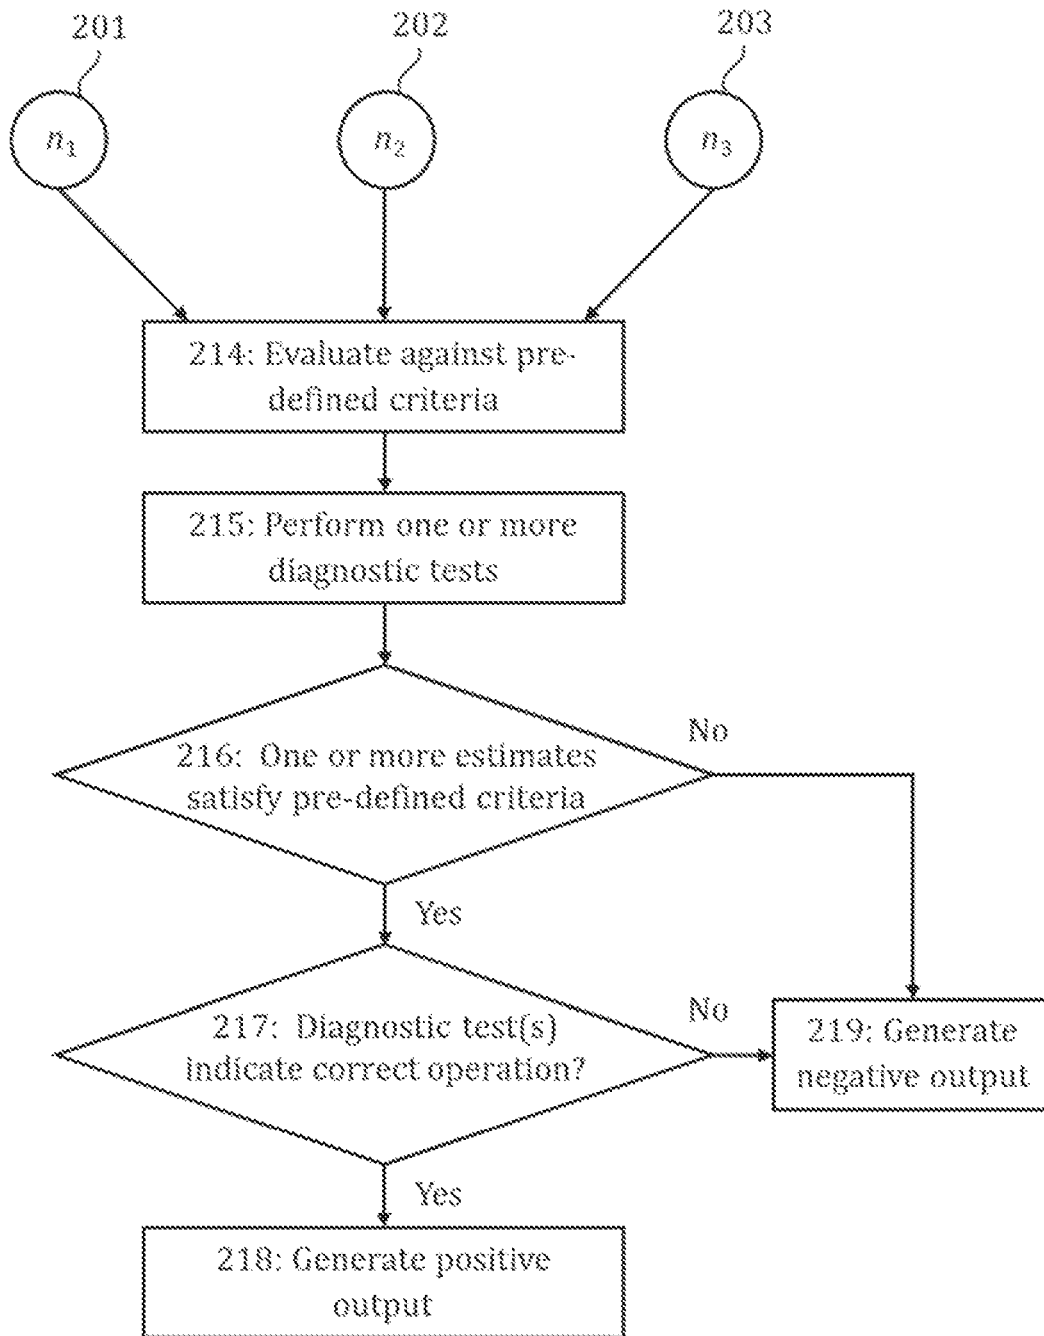 201
202
203
n₁
n₂
n₃
214: Evaluate against pre-
defined criteria
215: Perform one or more
diagnostic tests
No
216: One or more estimates
satisfy pre-defined criteria
Yes
No
217: Diagnostic test(s)
indicate correct operation?
219: Generate
negative output
Yes
218: Generate positive
output